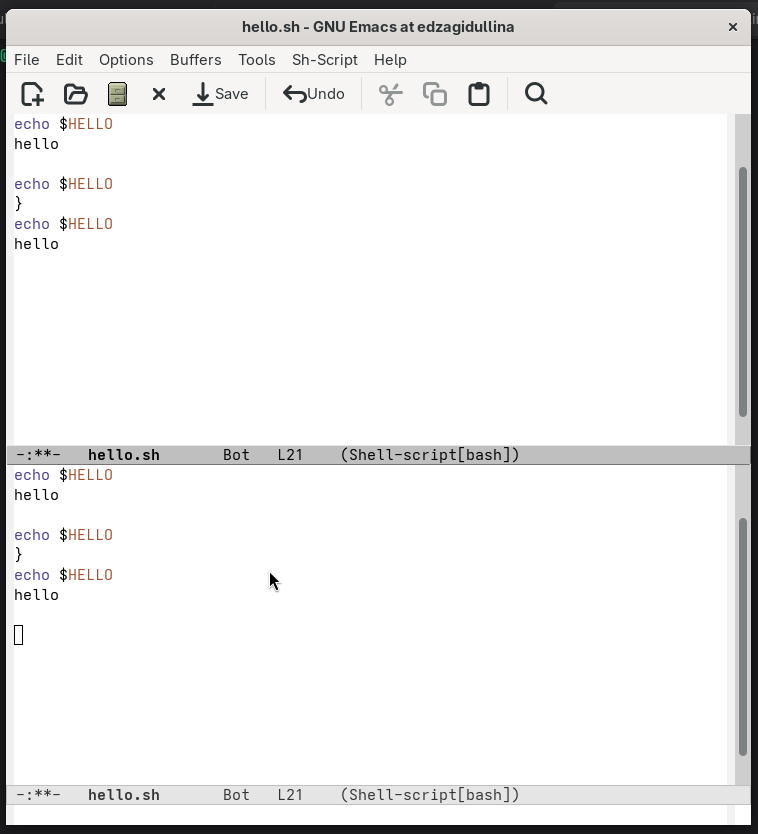 hello.sh - GNU Emacs at edzagidullina
File Edit Options Buffers Tools Sh-Script Help
Save Undo
echo $HELLO
hello
echo $HELLO
}
echo $HELLO
hello
-:**- hello.sh Bot L21 (Shell-script[bash])
echo $HELLO
hello
echo $HELLO
}
echo $HELLO
hello
-:**- hello.sh Bot L21 (Shell-script[bash])